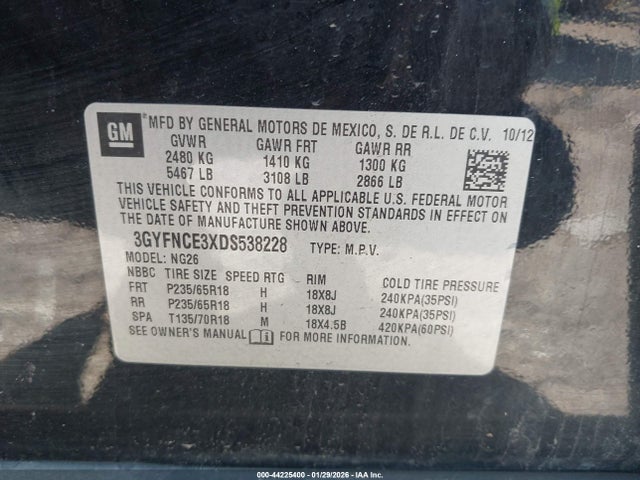 GM
MFD BY GENERAL MOTORS DE MEXICO, S. DE R.L. DE C.V. 10/12
GVWR GAWR FRT GAWR RR
2480 KG 1410 KG 1300 KG
5467 LB 3108 LB 2866 LB
THIS VEHICLE CONFORMS TO ALL APPLICABLE U.S. FEDERAL MOTOR
VEHICLE SAFETY AND THEFT PREVENTION STANDARDS IN EFFECT ON
THE DATE OF MANUFACTURE SHOWN ABOVE.
3GYFNCE3XDS538228 TYPE: M.P.V.
MODEL: NG26
NBBC TIRE SIZE SPEED RTG RIM COLD TIRE PRESSURE
FRT P235/65R18 H 18X8J 240KPA(35PSI)
RR P235/65R18 H 18X8J 240KPA(35PSI)
SPA T135/70R18 M 18X4.5B 420KPA(60PSI)
SEE OWNER'S MANUAL FOR MORE INFORMATION.
000-44225400 - 01/29/2026 - IAA Inc.